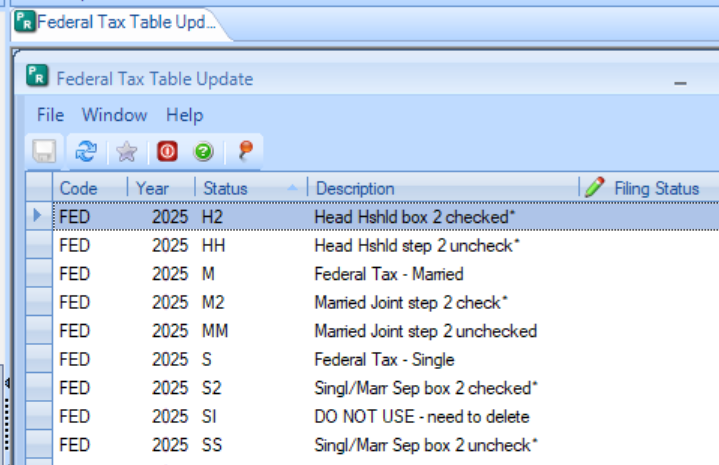 PR Federal Tax Table Upd...
PR Federal Tax Table Update
File Window Help
Code Year Status Description Filing Status
FED 2025 H2 Head Hshld box 2 checked*
FED 2025 HH Head Hshld step 2 uncheck*
FED 2025 M Federal Tax - Married
FED 2025 M2 Married Joint step 2 check*
FED 2025 MM Married Joint step 2 unchecked
FED 2025 S Federal Tax - Single
FED 2025 S2 Singl/Marr Sep box 2 checked*
FED 2025 SI DO NOT USE - need to delete
FED 2025 SS Singl/Marr Sep box 2 uncheck*